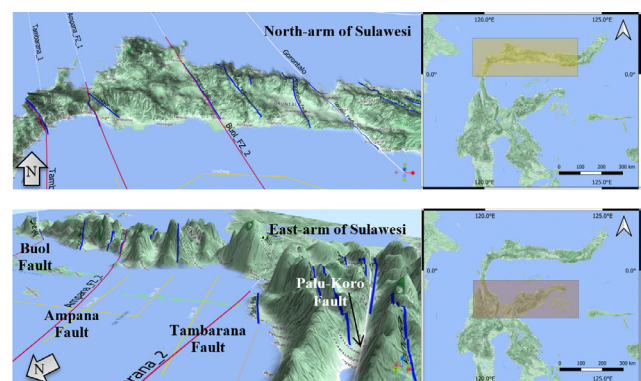 North-arm of Sulawesi
Tambarana_1
Ampana_FZ_1
Gorontalo
Buol_FZ_2
N
120.0°E
125.0°E
0.0°
0.0°
0 100 200 300 km
120.0°E
125.0°E
East-arm of Sulawesi
Buol
Fault
Palu-Koro
Fault
Ampana
Fault
Tambarana
Fault
N
120.0°E
125.0°E
0.0°
0.0°
0 100 200 300 km
120.0°E
125.0°E